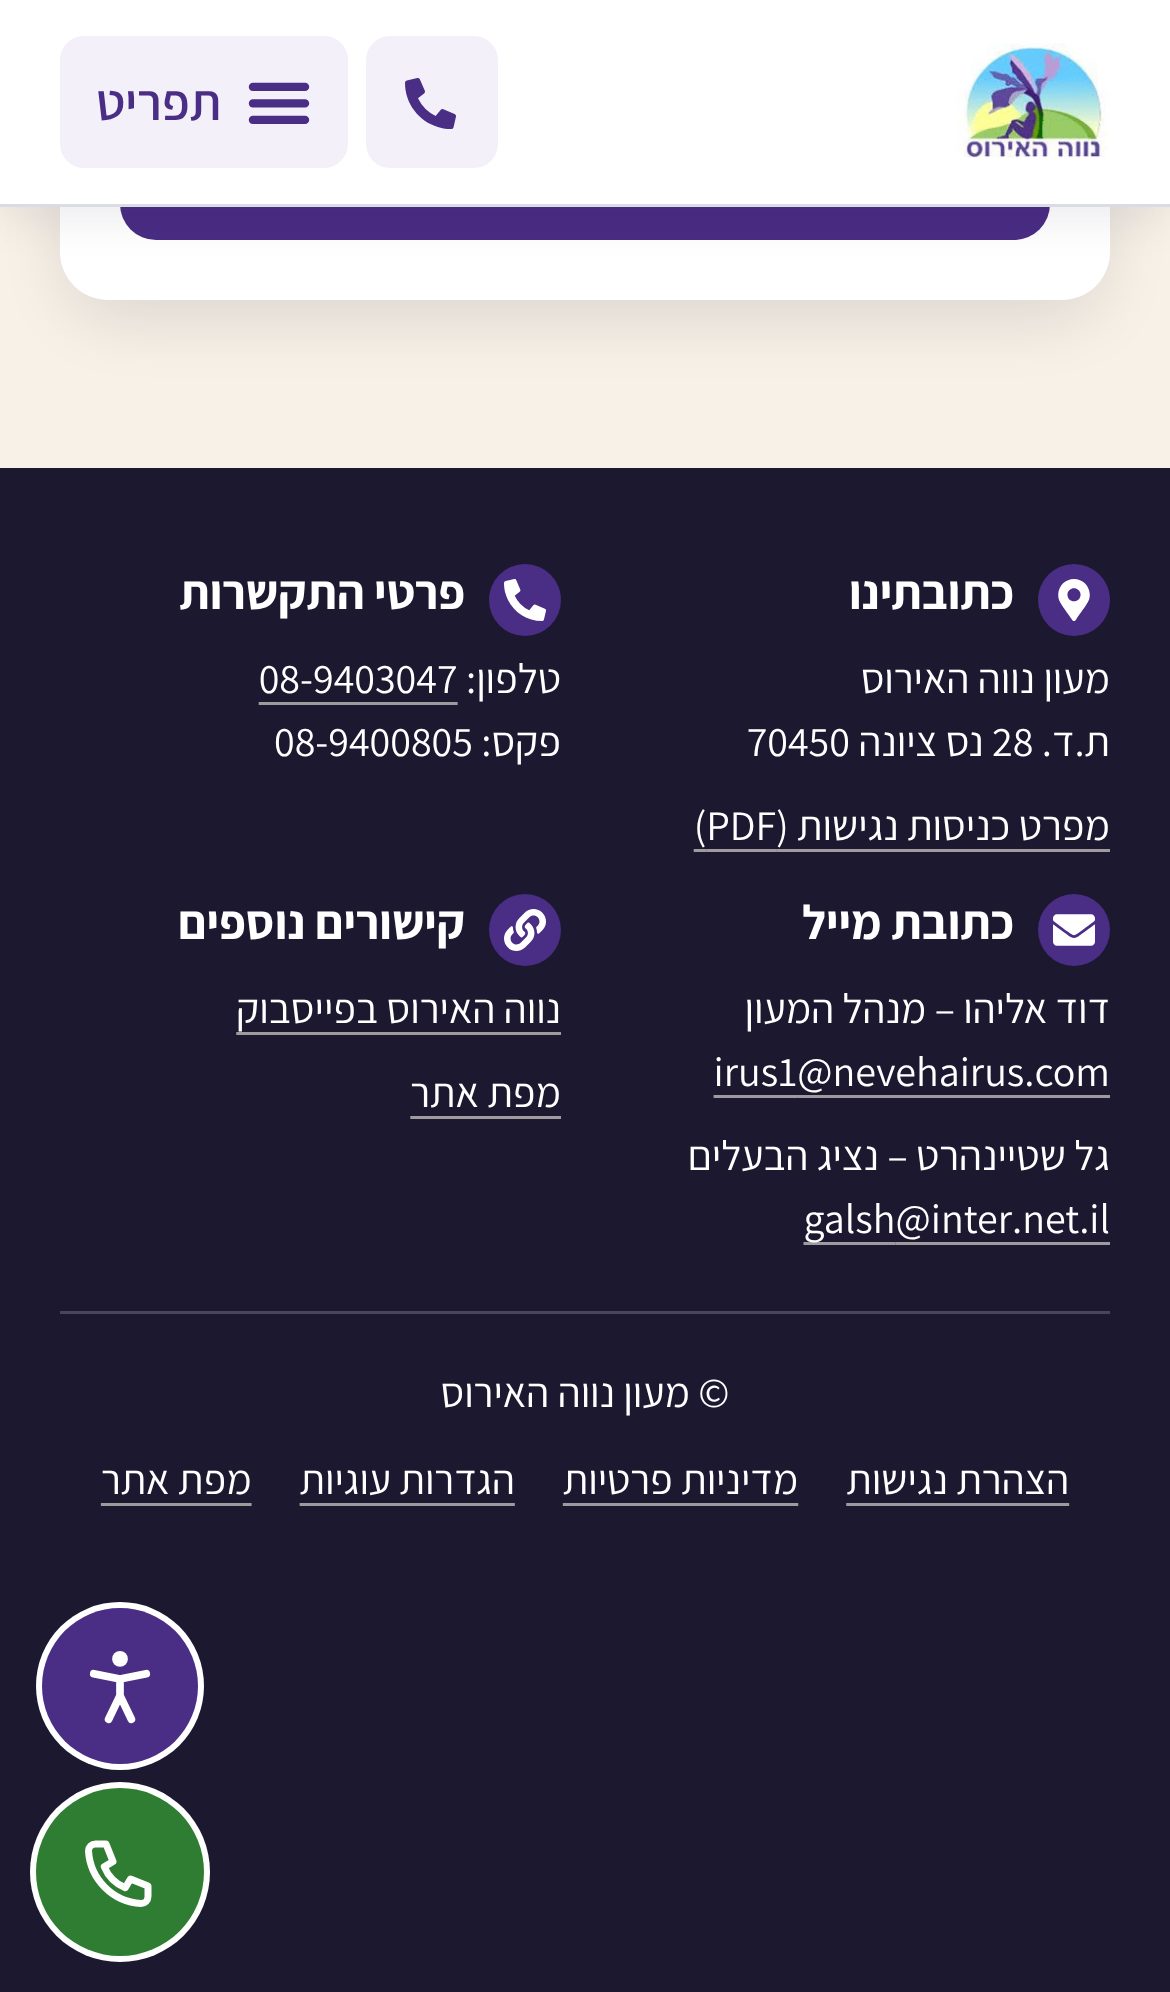 נווה האירוס
תפריט
כתובתינו
מעון נווה האירוס
ת.ד. 28 נס ציונה 70450
מפרט כניסות נגישות (PDF)
פרטי התקשרות
טלפון: 08-9403047
פקס: 08-9400805
כתובת מייל
דוד אליהו – מנהל המעון
irus1@nevehairus.com
גל שטיינהרט – נציג הבעלים
galsh@inter.net.il
קישורים נוספים
נווה האירוס בפייסבוק
מפת אתר
© מעון נווה האירוס
הצהרת נגישות מדיניות פרטיות הגדרות עוגיות מפת אתר